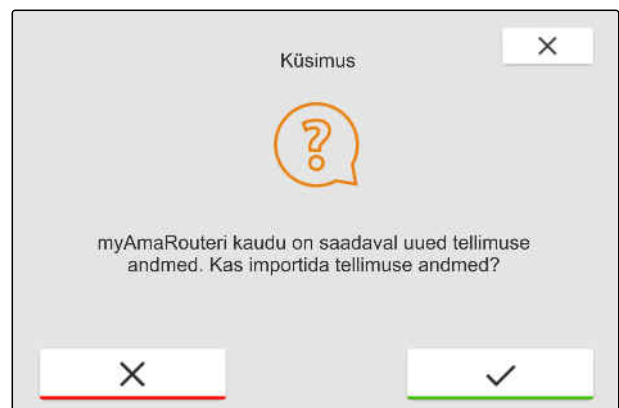 Küsimus
myAmaRouteri kaudu on saadaval uued tellimuse
andmed. Kas importida tellimuse andmed?